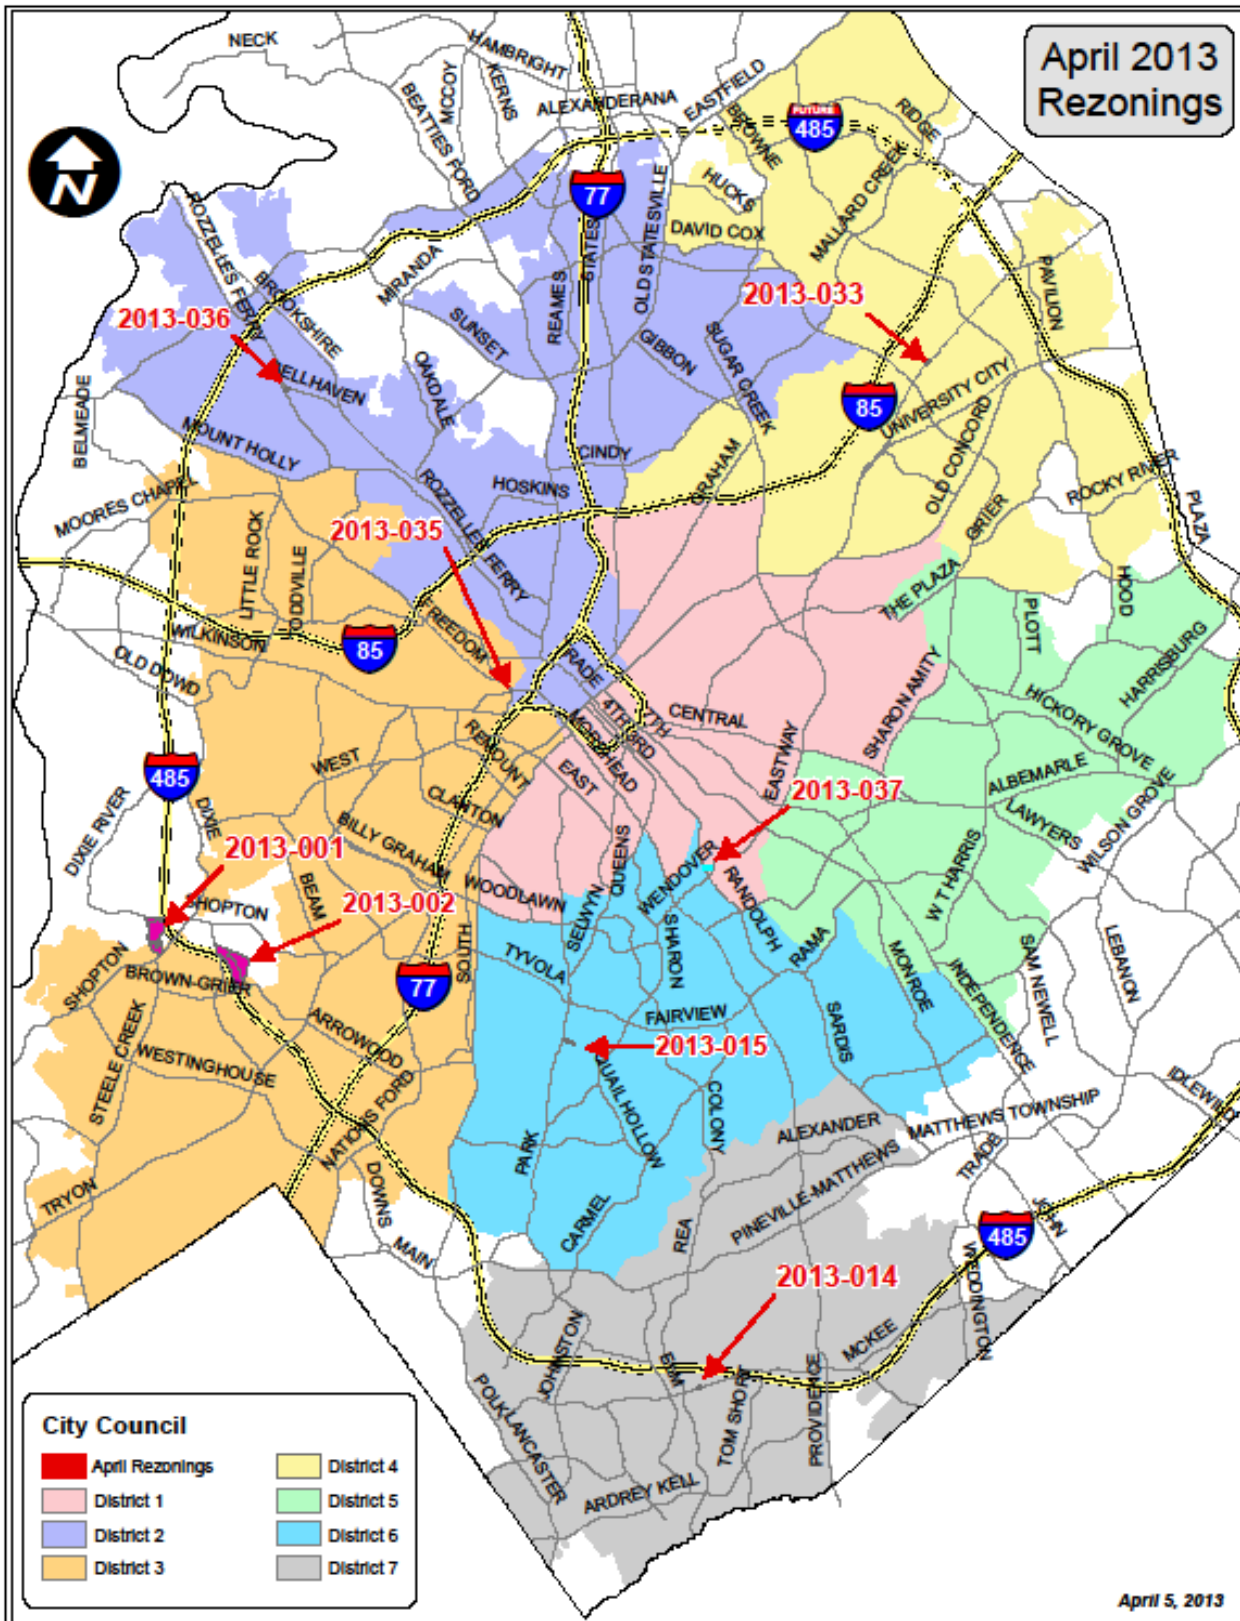 April 2013
Rezonings
NECK
HAMBRIGHT
MCCOY
KERNS
BEATTIES FORD
ALEXANDERANA
EASTFIELD
BROWNE
FUTURE
485
RIDGE
N
77
HUCKS
MALLARD CREEK
DAVID COX
ROZZELLES FERRY
BROOKSHIRE
MIRANDA
REAMES
STATES
OLD STATESVILLE
PAVILION
2013-036
SUNSET
GIBBON
SUGAR CREEK
2013-033
BELMEADE
ELLHAVEN
OAKDALE
85
UNIVERSITY CITY
MOUNT HOLLY
CINDY
GRAHAM
OLD CONCORD
MOORES CHAPEL
HOSKINS
ROCKY RIVER
PLAZA
GRIER
2013-035
ROZZELLES FERRY
LITTLE ROCK
TODDVILLE
FREEDOM
THE PLAZA
PLOTT
HOOD
WILKINSON
85
OLD DOWD
RADE
HARRISBURG
SHARON AMITY
HICKORY GROVE
4TH
7TH
3RD
CENTRAL
MOREHEAD
REMOUNT
WEST
EAST
EASTWAY
ALBEMARLE
485
DIXIE RIVER
DIXIE
CLANTON
2013-037
LAWYERS
WILSON GROVE
BILLY GRAHAM
QUEENS
WENDOVER
RANDOLPH
W T HARRIS
2013-001
BEAM
WOODLAWN
SELWYN
2013-002
SHOPTON
SHARON
RAMA
MONROE
INDEPENDENCE
SAM NEWELL
LEBANON
SHOPTON
BROWN-GRIER
77
SOUTH
TYVOLA
FAIRVIEW
SARDIS
ARROWOOD
2013-015
STEELE CREEK
WESTINGHOUSE
NATIONS FORD
QUAIL HOLLOW
COLONY
IDLEWILD
ALEXANDER
MATTHEWS TOWNSHIP
TRADE
PARK
TRYON
DOWNS
CARMEL
REA
PINEVILLE-MATTHEWS
JOHN
MAIN
485
WEDDINGTON
2013-014
JOHNSTON
ELM
MCKEE
TOM SHORT
PROVIDENCE
POLK
LANCASTER
ARDREY KELL
City Council
April Rezonings
District 1
District 2
District 3
District 4
District 5
District 6
District 7
April 5, 2013